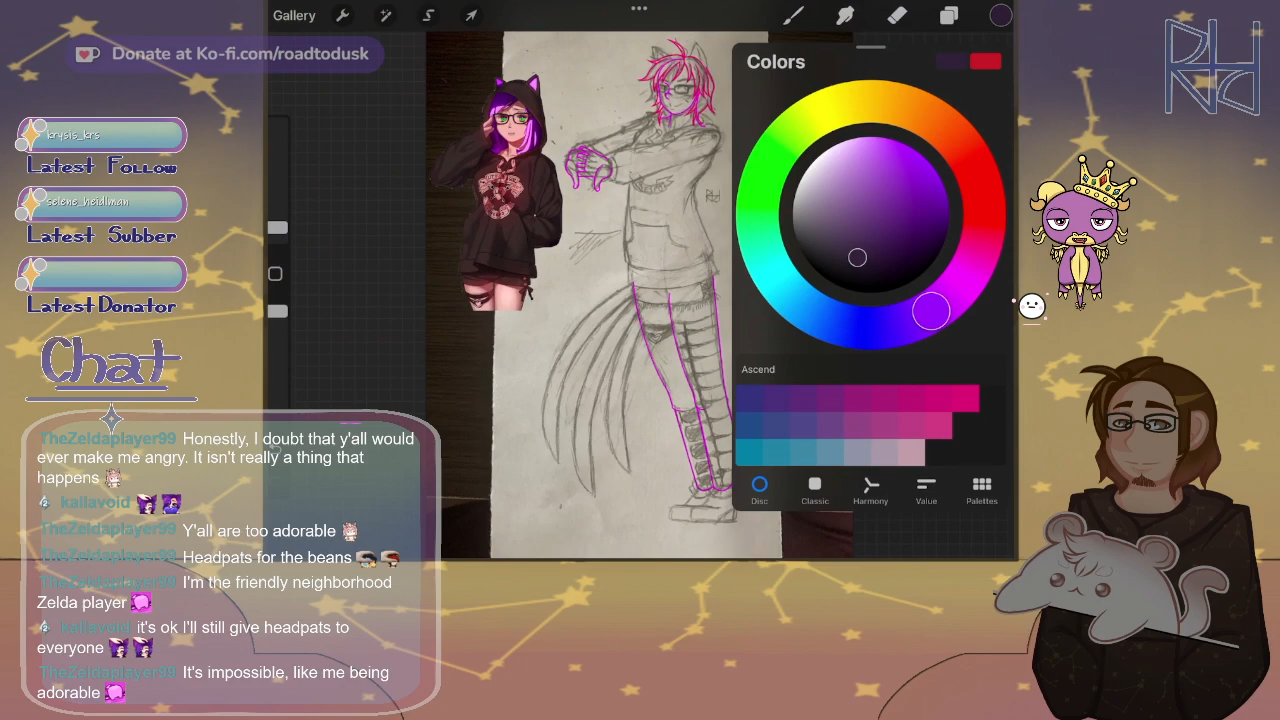 Gallery
Donate at Ko-fi.com/roadtodusk
krysis_krs
Latest Follow
selene_heidlman
Latest Subber
Latest Donator
Chat
TheZeldaplayer99 Honestly, I doubt that y'all would
ever make me angry. It isn't really a thing that
happens
kallavoid
TheZeldaplayer99 Y'all are too adorable
TheZeldaplayer99 Headpats for the beans
TheZeldaplayer99 I'm the friendly neighborhood
Zelda player
kallavoid it's ok I'll still give headpats to
everyone
TheZeldaplayer99 It's impossible, like me being
adorable
Colors
Ascend
Disc
Classic
Harmony
Value
Palettes
RtD